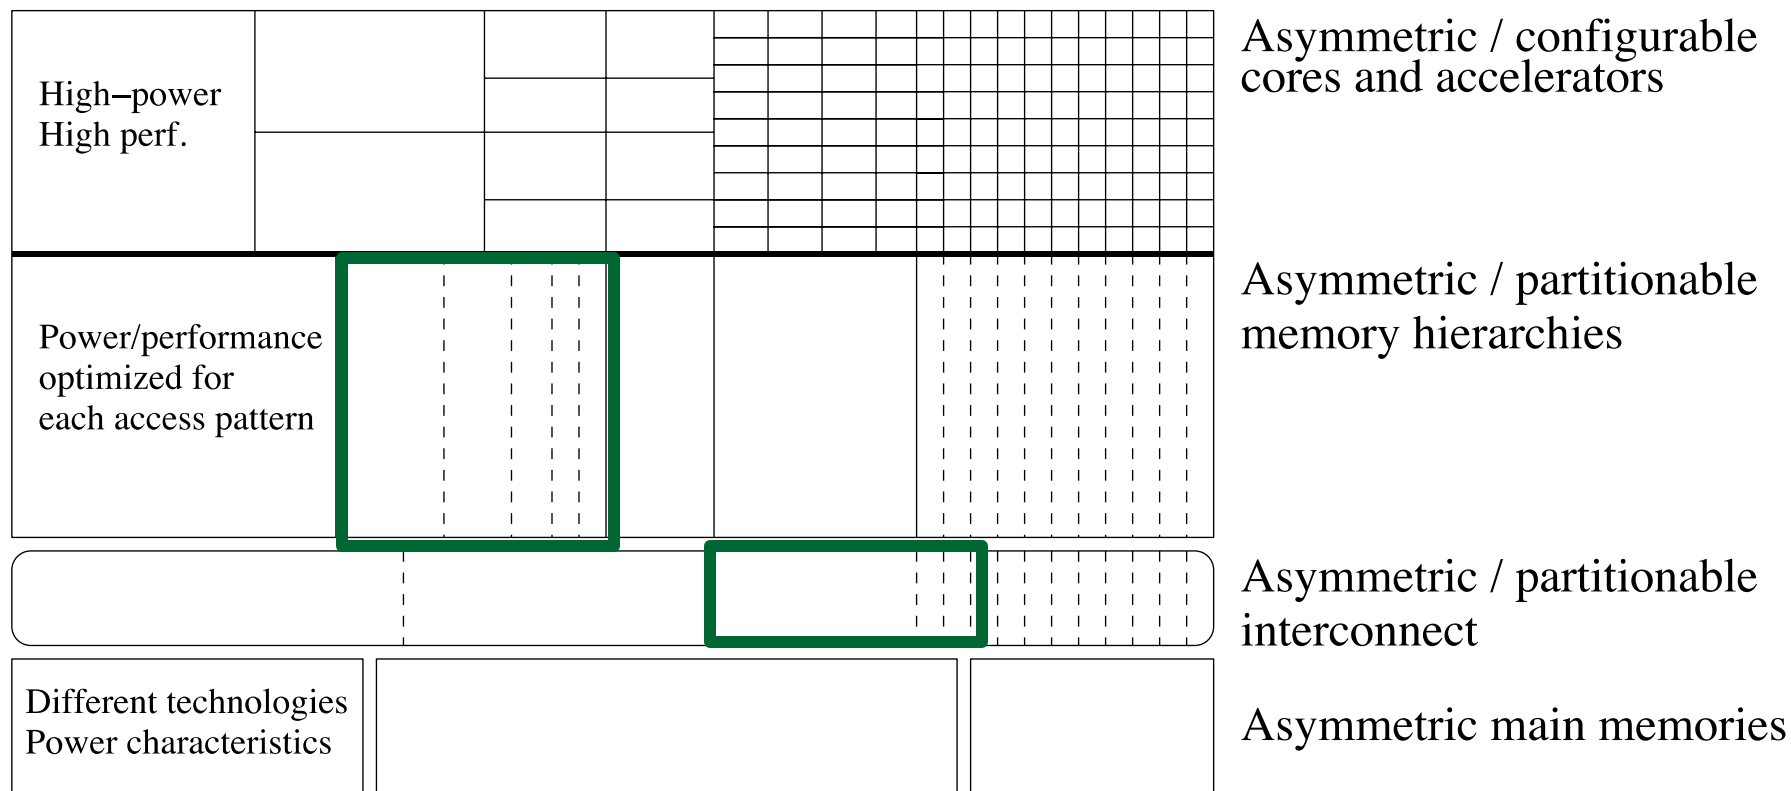 Asymmetric / configurable
cores and accelerators
High–power
High perf.
Asymmetric / partitionable
memory hierarchies
Power/performance
optimized for
each access pattern
Asymmetric / partitionable
interconnect
Different technologies
Power characteristics
Asymmetric main memories